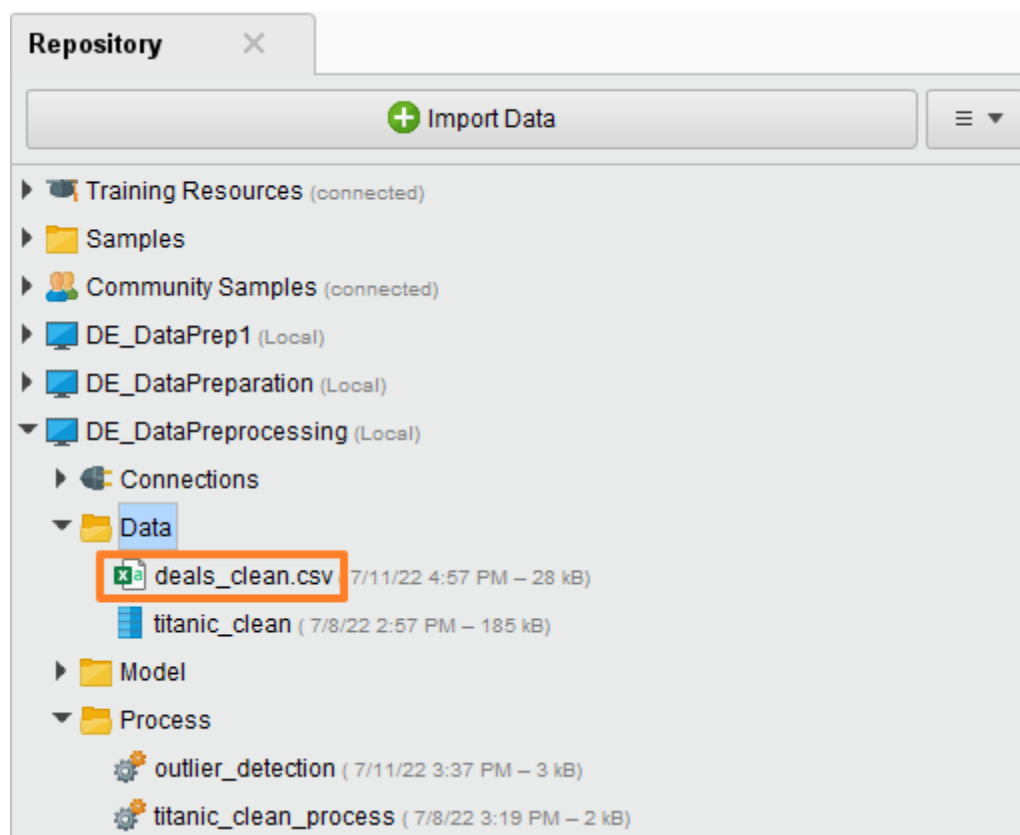 Repository
Import Data
Training Resources (connected)
Samples
Community Samples (connected)
DE_DataPrep1 (Local)
DE_DataPreparation (Local)
DE_DataPreprocessing (Local)
Connections
Data
deals_clean.csv 7/11/22 4:57 PM – 28 kB)
titanic_clean ( 7/8/22 2:57 PM – 185 kB)
Model
Process
outlier_detection ( 7/11/22 3:37 PM – 3 kB)
titanic_clean_process ( 7/8/22 3:19 PM – 2 kB)